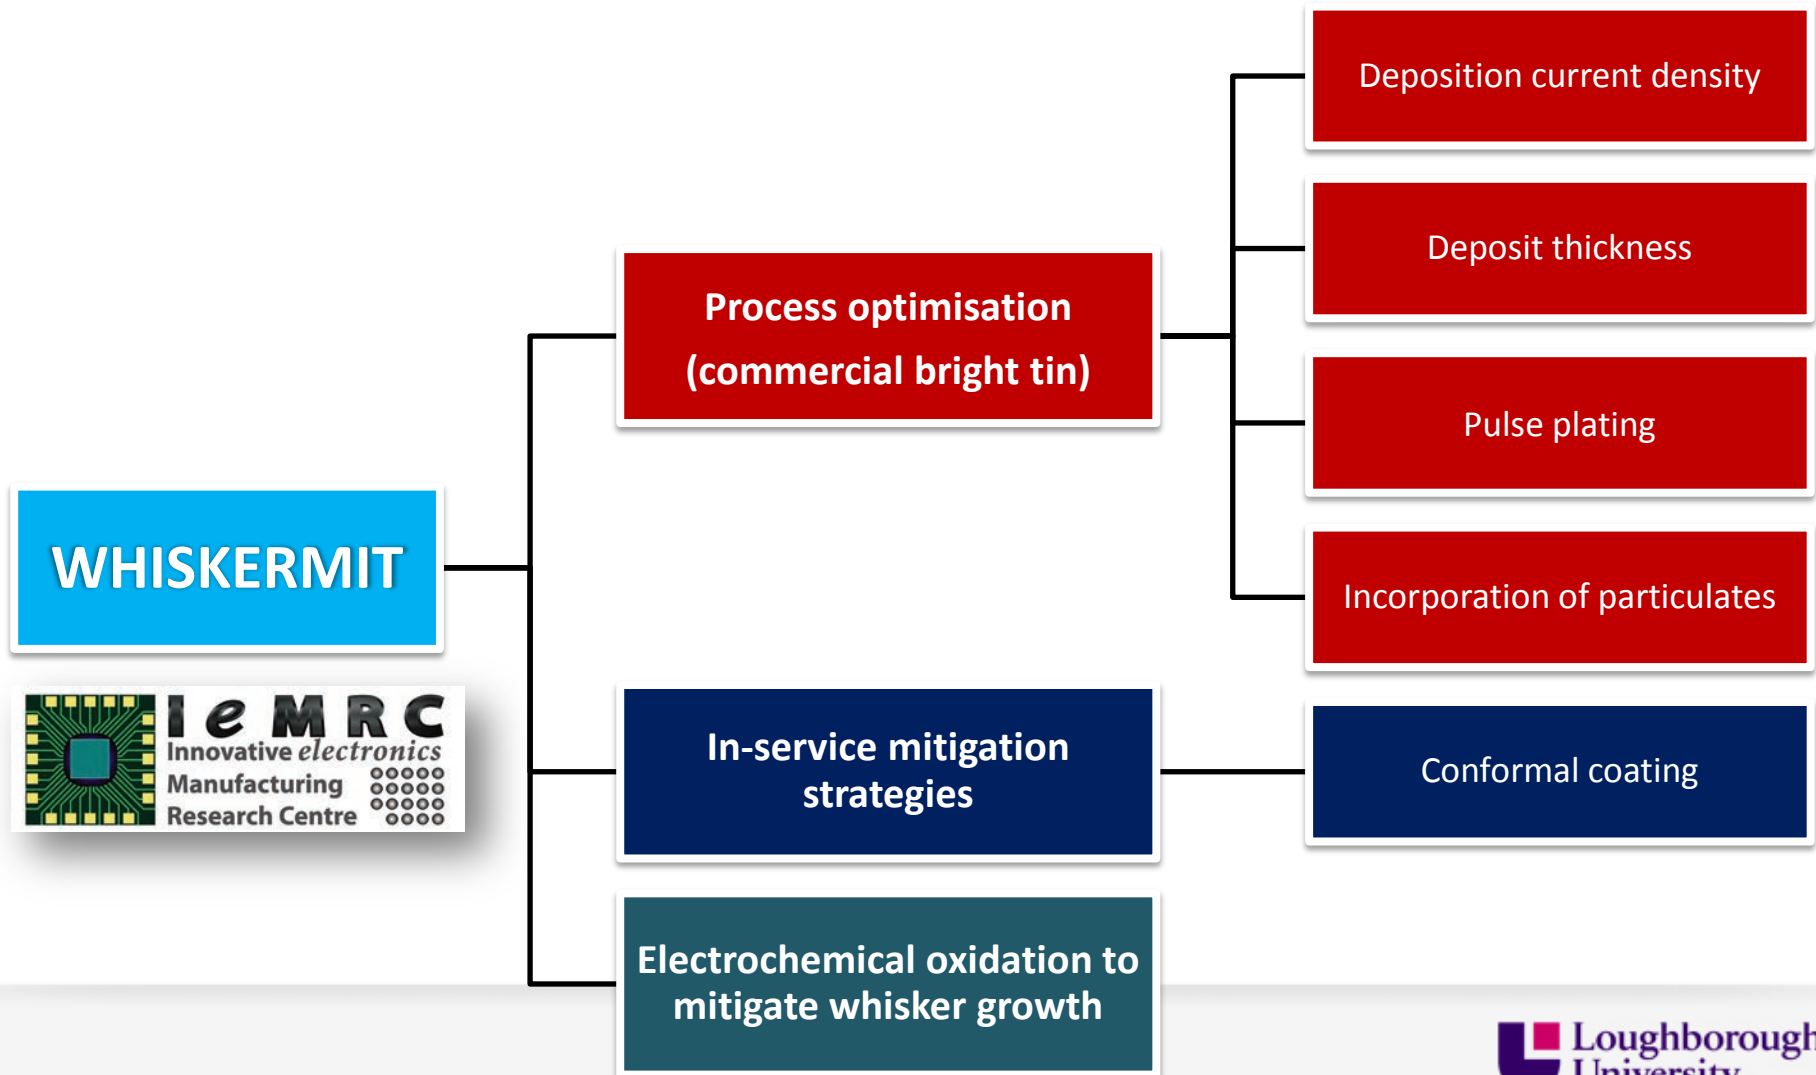 WHISKERMIT
I e M R C
Innovative electronics
Manufacturing
Research Centre
Process optimisation
(commercial bright tin)
Deposition current density
Deposit thickness
Pulse plating
Incorporation of particulates
In-service mitigation
strategies
Conformal coating
Electrochemical oxidation to
mitigate whisker growth
Loughborough
University